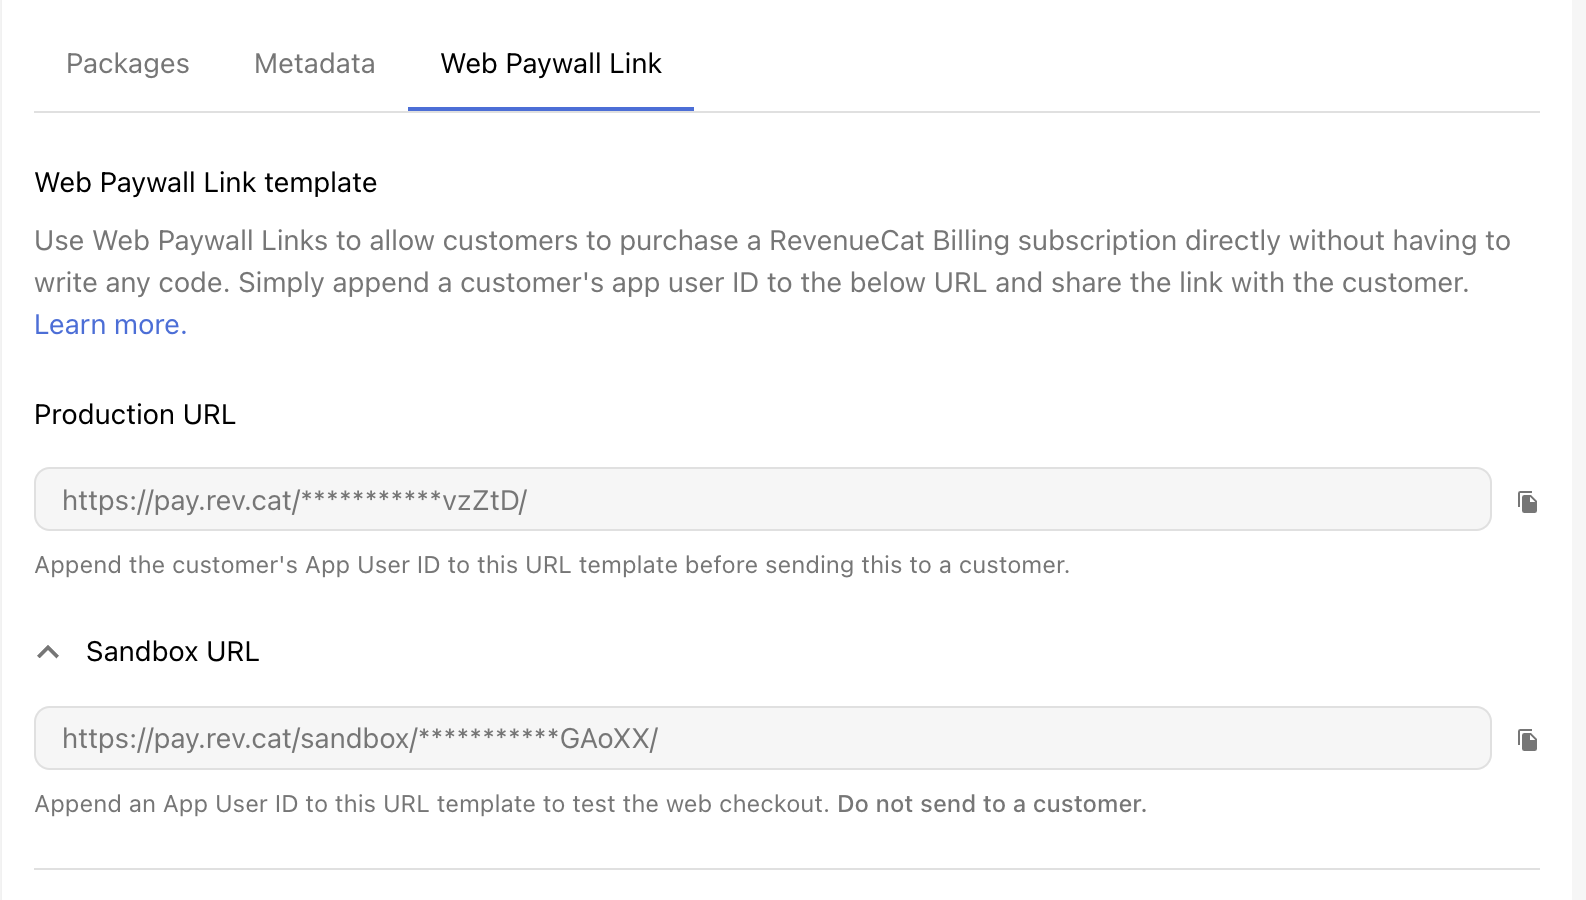 Packages Metadata Web Paywall Link
Web Paywall Link template
Use Web Paywall Links to allow customers to purchase a RevenueCat Billing subscription directly without having to
write any code. Simply append a customer's app user ID to the below URL and share the link with the customer.
Learn more.
Production URL
https://pay.rev.cat/***********vzZtD/
Append the customer's App User ID to this URL template before sending this to a customer.
Sandbox URL
https://pay.rev.cat/sandbox/***********GAoXX/
Append an App User ID to this URL template to test the web checkout. Do not send to a customer.